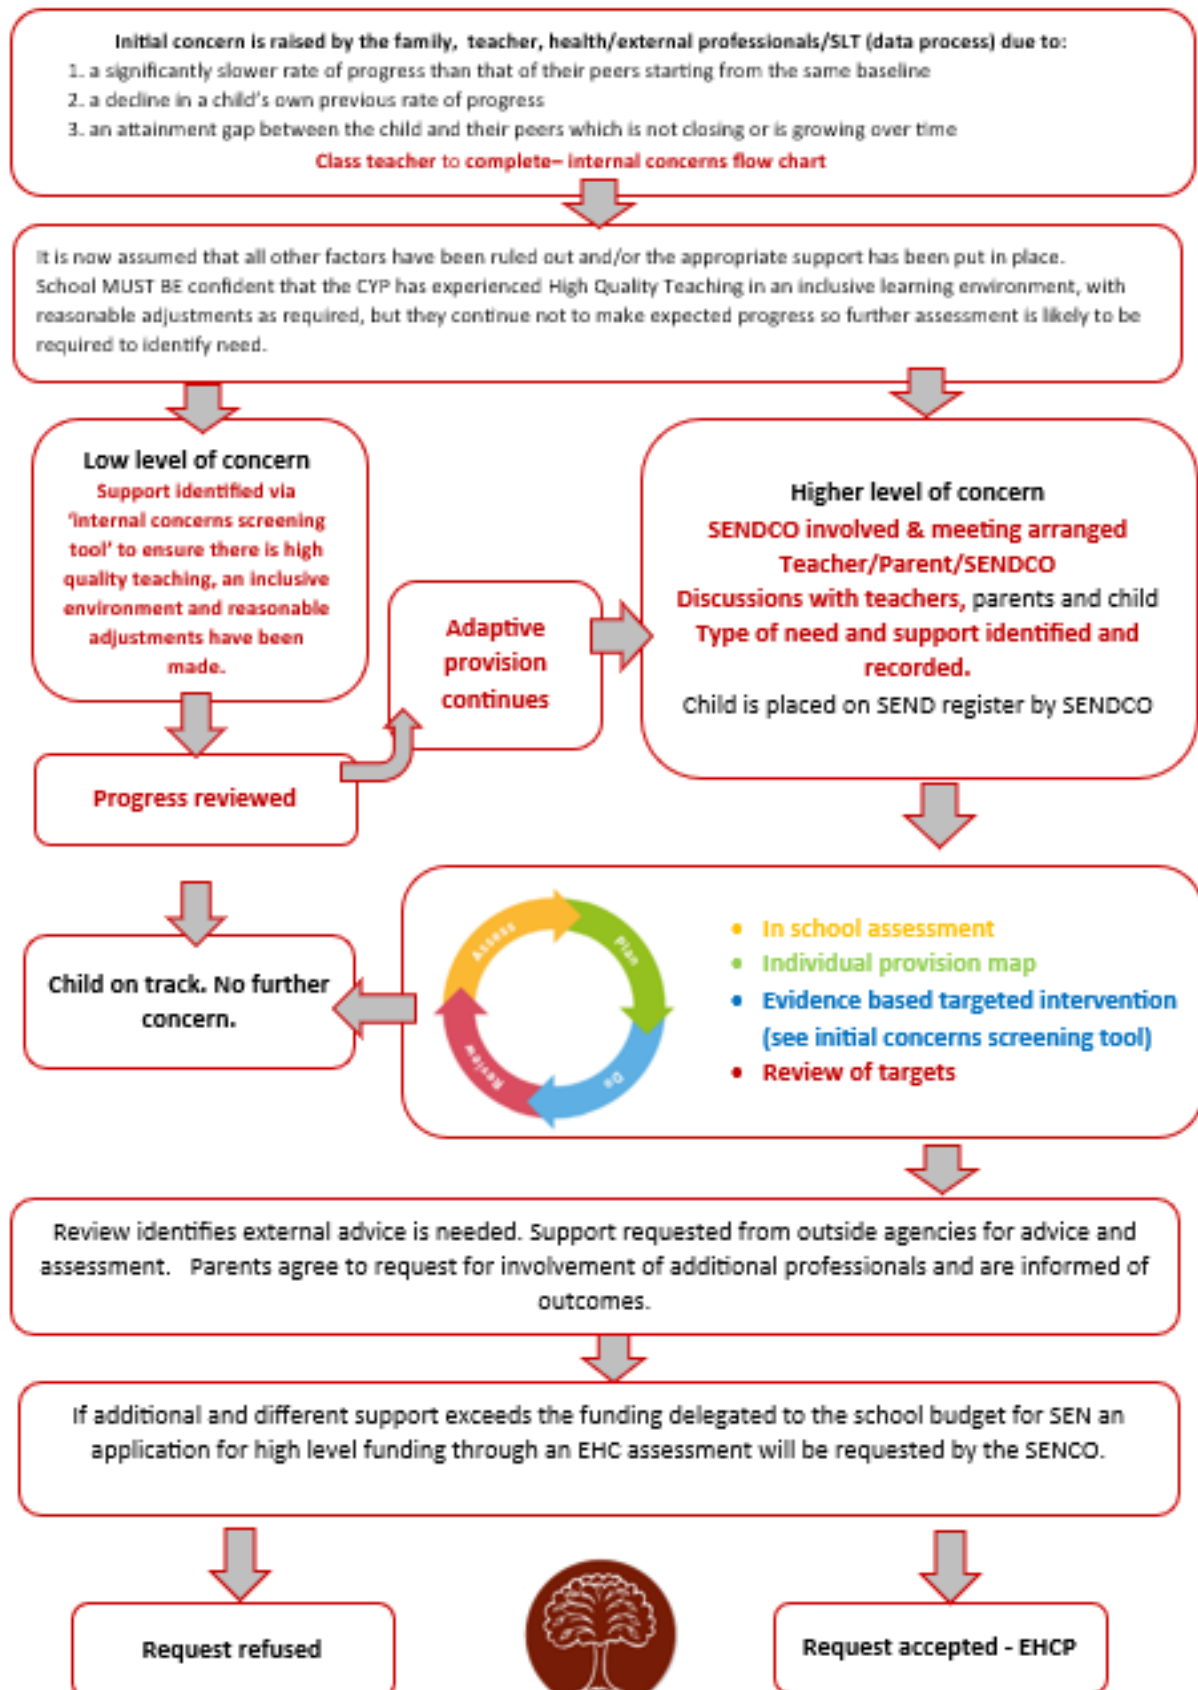 Initial concern is raised by the family, teacher, health/external professionals/SLT (data process) due to:
1. a significantly slower rate of progress than that of their peers starting from the same baseline
2. a decline in a child's own previous rate of progress
3. an attainment gap between the child and their peers which is not closing or is growing over time
Class teacher to complete– internal concerns flow chart
It is now assumed that all other factors have been ruled out and/or the appropriate support has been put in place.
School MUST BE confident that the CYP has experienced High Quality Teaching in an inclusive learning environment, with
reasonable adjustments as required, but they continue not to make expected progress so further assessment is likely to be
required to identify need.
Low level of concern
Support identified via
'internal concerns screening
tool' to ensure there is high
quality teaching, an inclusive
environment and reasonable
adjustments have been
made.
Progress reviewed
Adaptive
provision
continues
Higher level of concern
SENDCO involved & meeting arranged
Teacher/Parent/SENDCO
Discussions with teachers, parents and child
Type of need and support identified and
recorded.
Child is placed on SEND register by SENDCO
Child on track. No further
concern.
Assess
Plan
Do
Review
• In school assessment
• Individual provision map
• Evidence based targeted intervention
(see initial concerns screening tool)
• Review of targets
Review identifies external advice is needed. Support requested from outside agencies for advice and
assessment. Parents agree to request for involvement of additional professionals and are informed of
outcomes.
If additional and different support exceeds the funding delegated to the school budget for SEN an
application for high level funding through an EHC assessment will be requested by the SENCO.
Request refused
Request accepted - EHCP